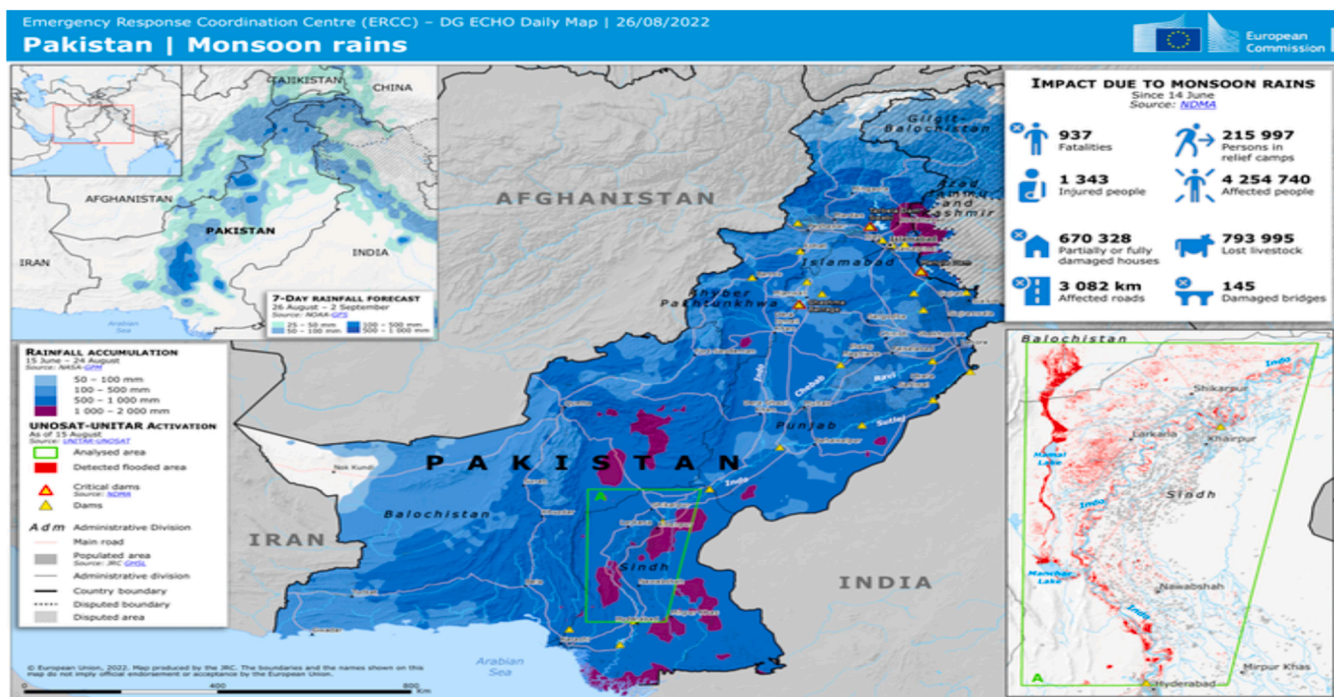 Emergency Response Coordination Centre (ERCC) – DG ECHO Daily Map | 26/08/2022
Pakistan | Monsoon rains
European
Commission
TAJIKISTAN
CHINA
AFGHANISTAN
PAKISTAN
IRAN
INDIA
Arabian
Sea
7-DAY RAINFALL FORECAST
26 August – 2 September
Source: NOAA-GFS
25 – 50 mm
50 – 100 mm
100 – 500 mm
500 – 1 000 mm
RAINFALL ACCUMULATION
15 June – 24 August
Source: NASA-GPM
50 – 100 mm
100 – 500 mm
500 – 1 000 mm
1 000 – 2 000 mm
UNOSAT-UNITAR ACTIVATION
As of 15 August
Source: UNITAR-UNOSAT
Analysed area
Detected flooded area
Critical dams
Source: NDMA
Dams
Adm Administrative Division
Main road
Populated area
Source: JRC GHSL
Administrative division
Country boundary
Disputed boundary
Disputed area
© European Union, 2022. Map produced by the JRC. The boundaries and the names shown on this
map do not imply official endorsement or acceptance by the European Union.
0 400 800
Km
AFGHANISTAN
Gilgit-
Baluchistan
Azad
Jammu
and
Kashmir
Islamabad
Khyber
Pakhtunkhwa
Indo
Chebab
Ravi
Sutlej
Punjab
PAKISTAN
Nok Kundi
Balochistan
IRAN
A
Indo
Sindh
INDIA
Karachi
Arabian
Sea
IMPACT DUE TO MONSOON RAINS
Since 14 June
Source: NDMA
937
Fatalities
215 997
Persons in
relief camps
1 343
Injured people
4 254 740
Affected people
670 328
Partially or fully
damaged houses
793 995
Lost livestock
3 082 km
Affected roads
145
Damaged bridges
Balochistan
Indo
Shikarpur
Larkana
Khairpur
Hamal
Lake
Indo
Sindh
Manchar
Lake
Nawabshah
Indo
Mirpur Khas
A
Hyderabad